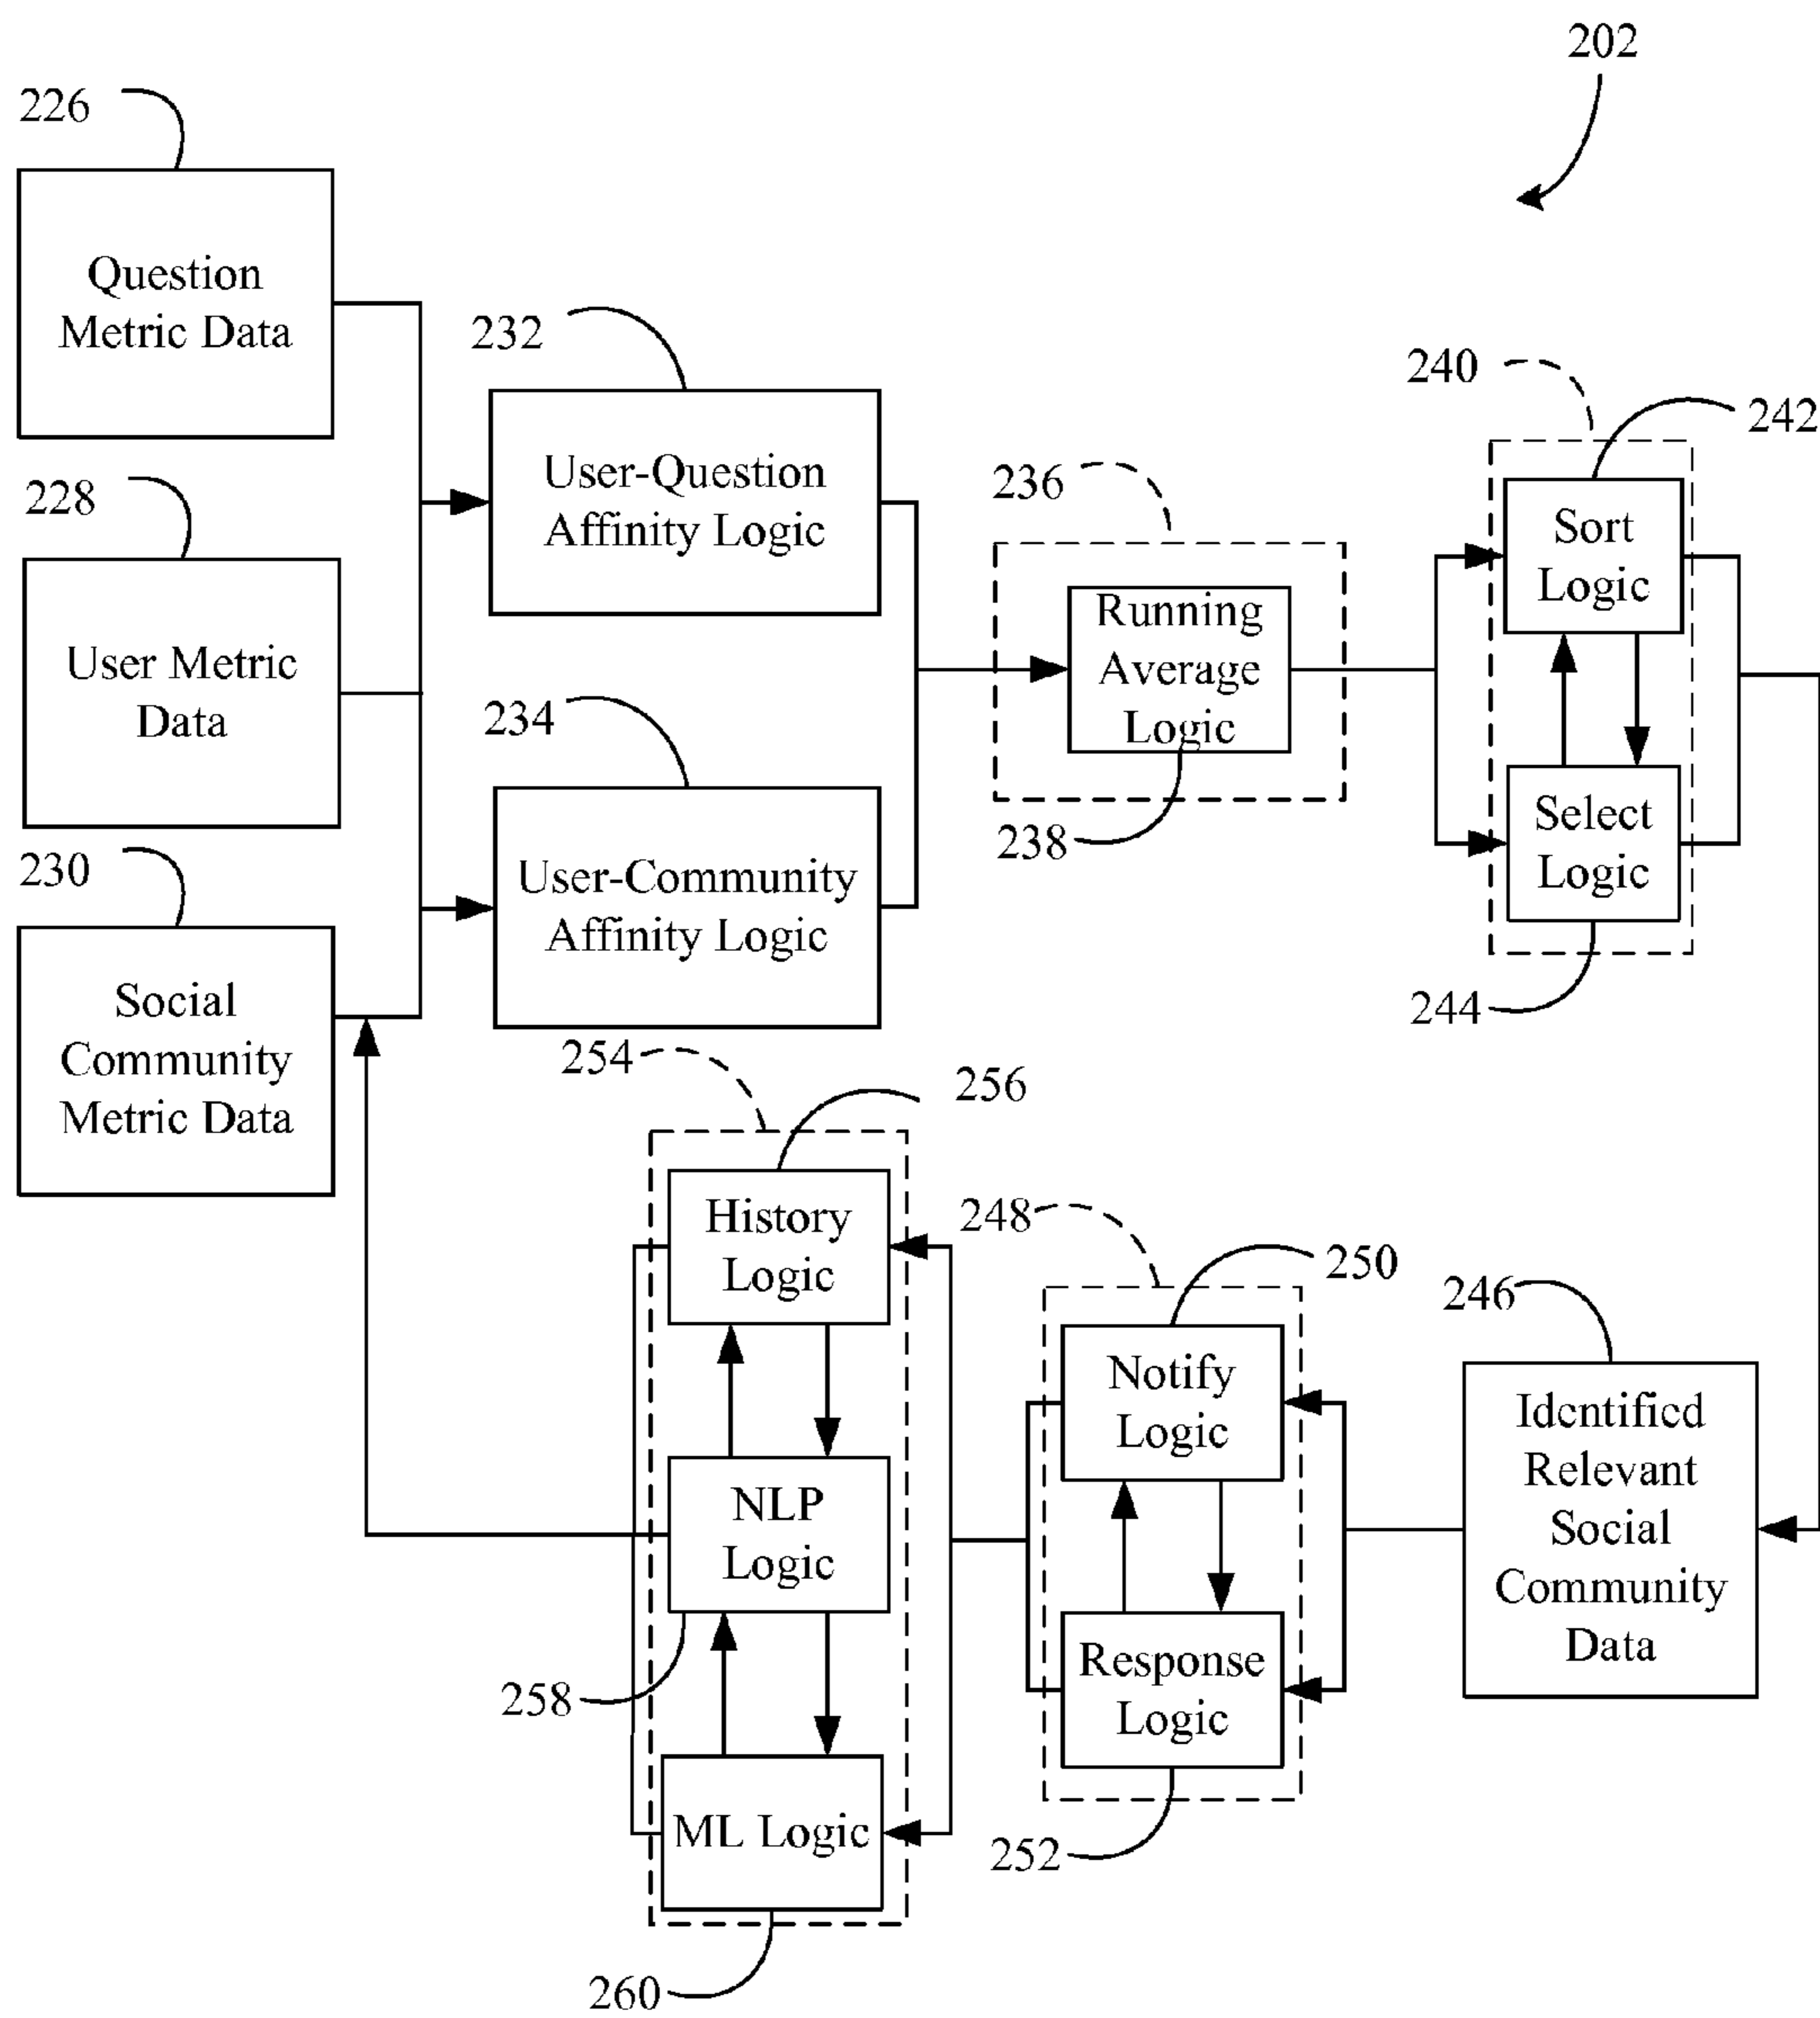 202
226
Question
Metric Data
228
User Metric
Data
230
Social
Community
Metric Data
232
User-Question
Affinity Logic
234
User-Community
Affinity Logic
236
Running
Average
Logic
238
240
242
Sort
Logic
Select
Logic
244
246
Identified
Relevant
Social
Community
Data
248
250
Notify
Logic
Response
Logic
252
254
256
History
Logic
NLP
Logic
258
ML Logic
260